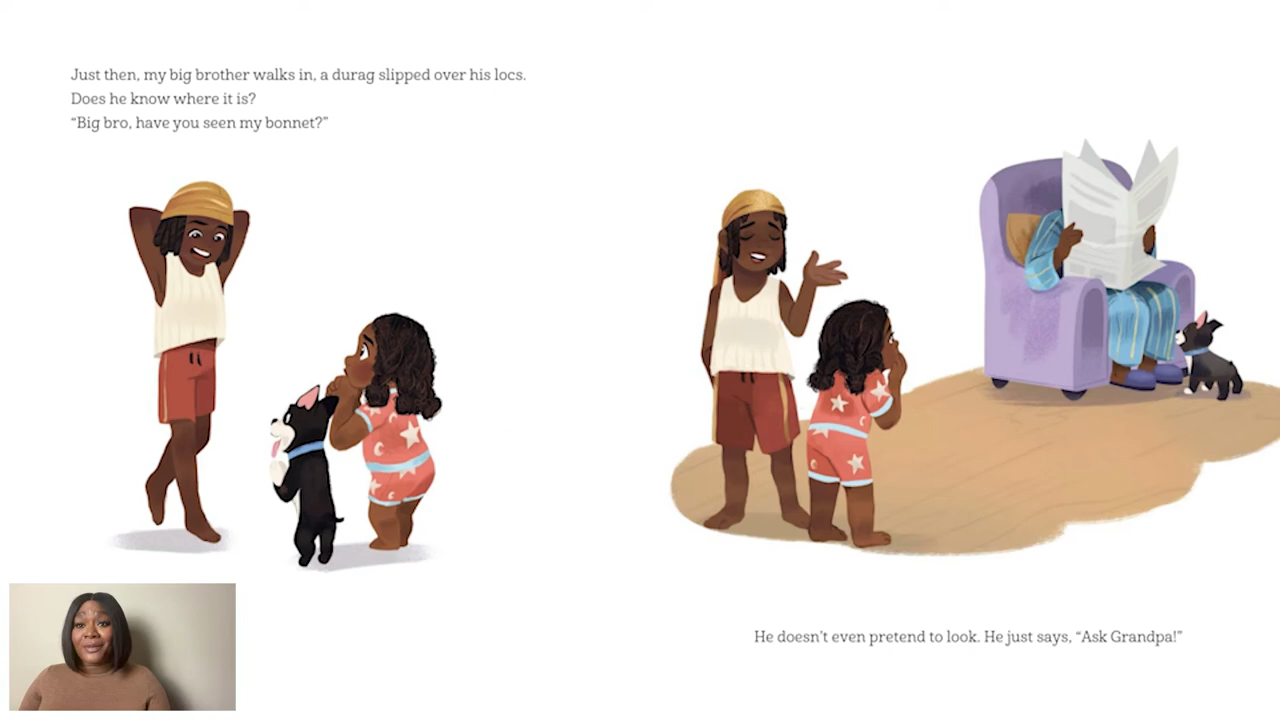 Just then, my big brother walks in, a durag slipped over his locs.
Does he know where it is?
“Big bro, have you seen my bonnet?”
He doesn’t even pretend to look. He just says, “Ask Grandpa!”